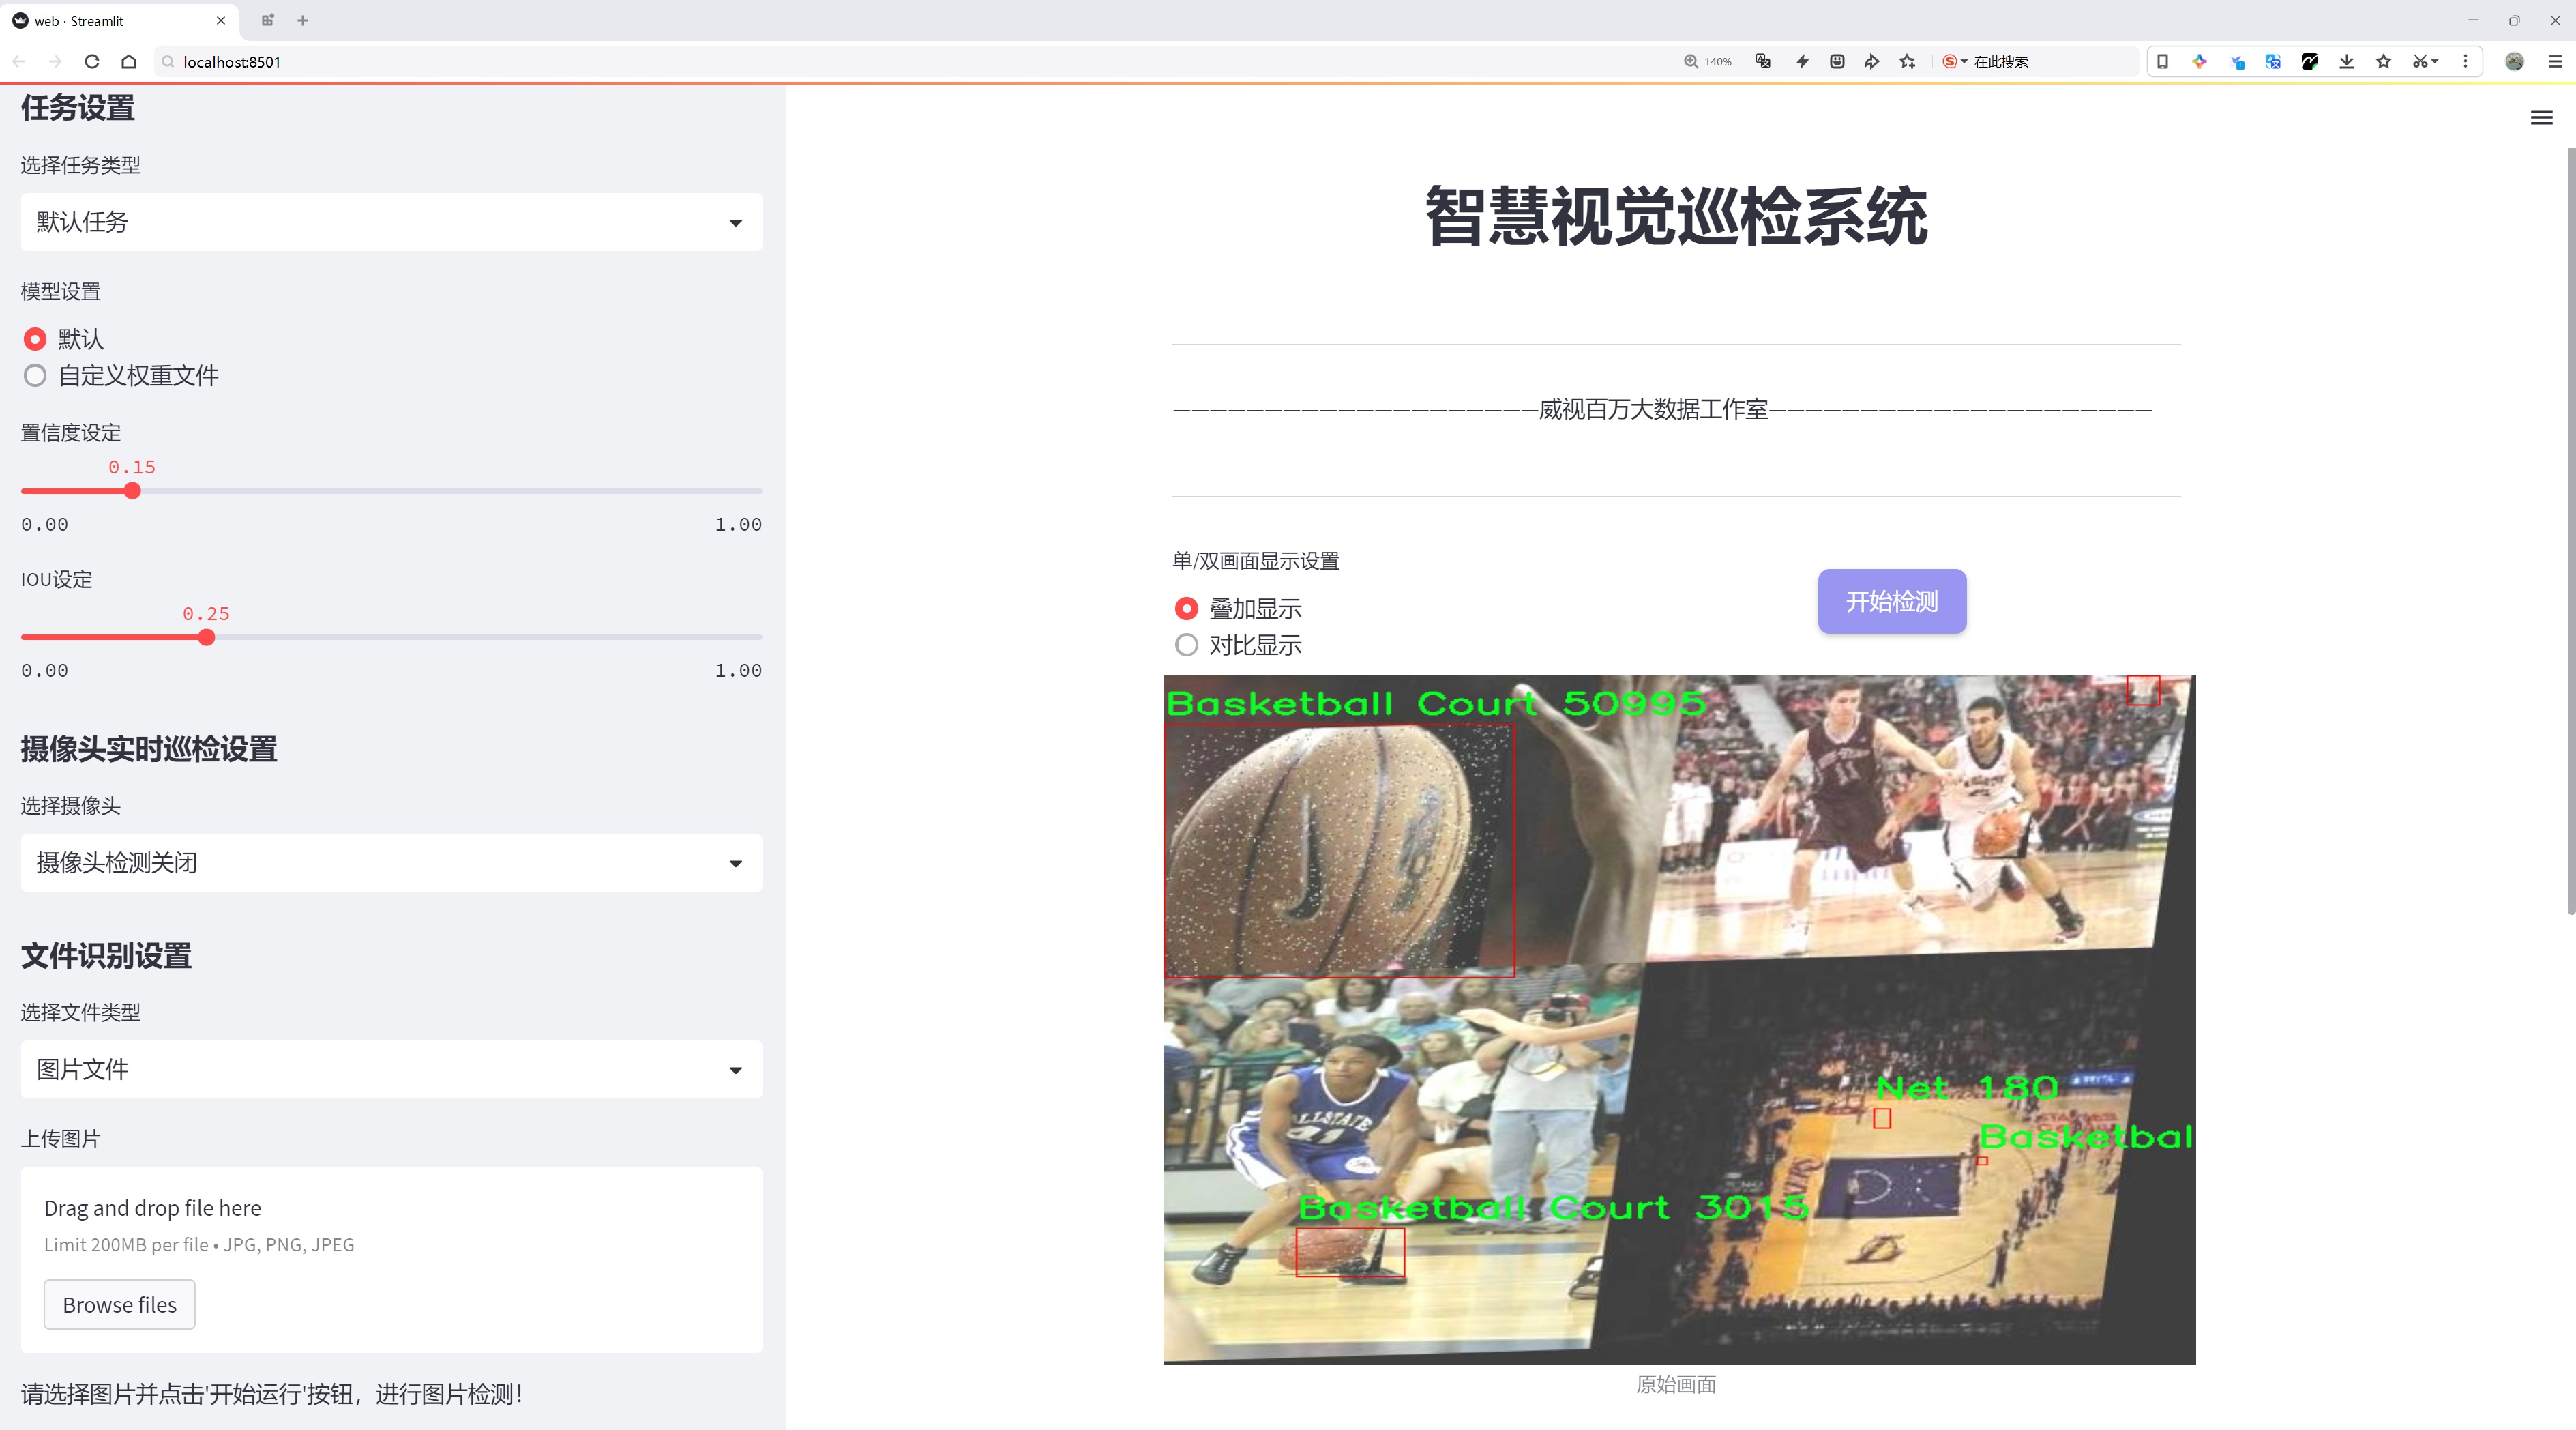 web · Streamlit
localhost:8501
140%
在此搜索
任务设置
选择任务类型
默认任务
模型设置
默认
自定义权重文件
置信度设定
0.15
0.00
1.00
IOU设定
0.25
0.00
1.00
摄像头实时巡检设置
选择摄像头
摄像头检测关闭
文件识别设置
选择文件类型
图片文件
上传图片
Drag and drop file here
Limit 200MB per file • JPG, PNG, JPEG
Browse files
请选择图片并点击'开始运行'按钮，进行图片检测！
智慧视觉巡检系统
—————————————————————威视百万大数据工作室—————————————————————
单/双画面显示设置
叠加显示
对比显示
开始检测
Basketball Court 50995
11
Net 180
Basketbal
ALLSTATE
21
Basketball Court 3015
原始画面